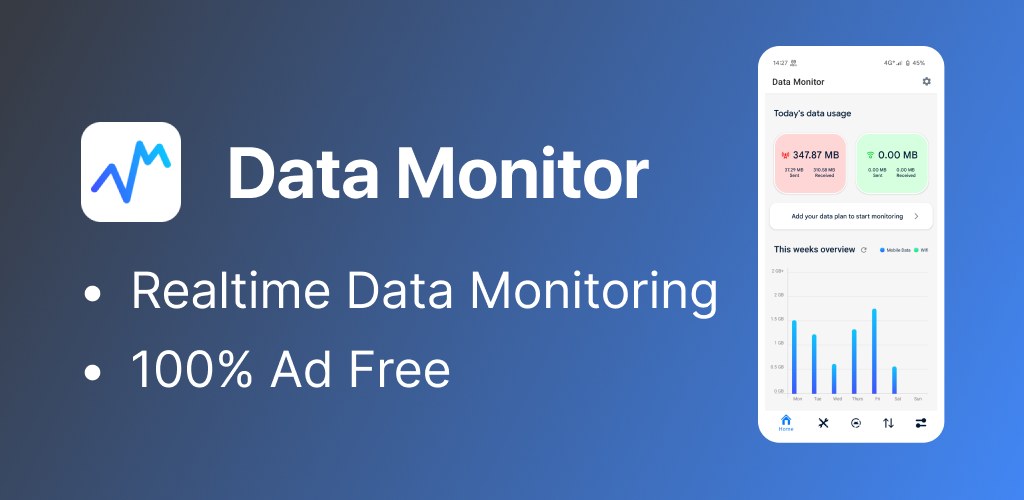 Data Monitor
• Realtime Data Monitoring
• 100% Ad Free
14:27 4G+ 45%
Data Monitor
Today's data usage
347.87 MB 0.00 MB
37.29 MB 310.58 MB 0.00 MB 0.00 MB
Sent Received Sent Received
Add your data plan to start monitoring
This weeks overview Mobile Data Wifi
2 GB+
2 GB
1.5 GB
1 GB
0.5 GB
0 GB
Mon Tue Wed Thurs Fri Sat Sun
Home